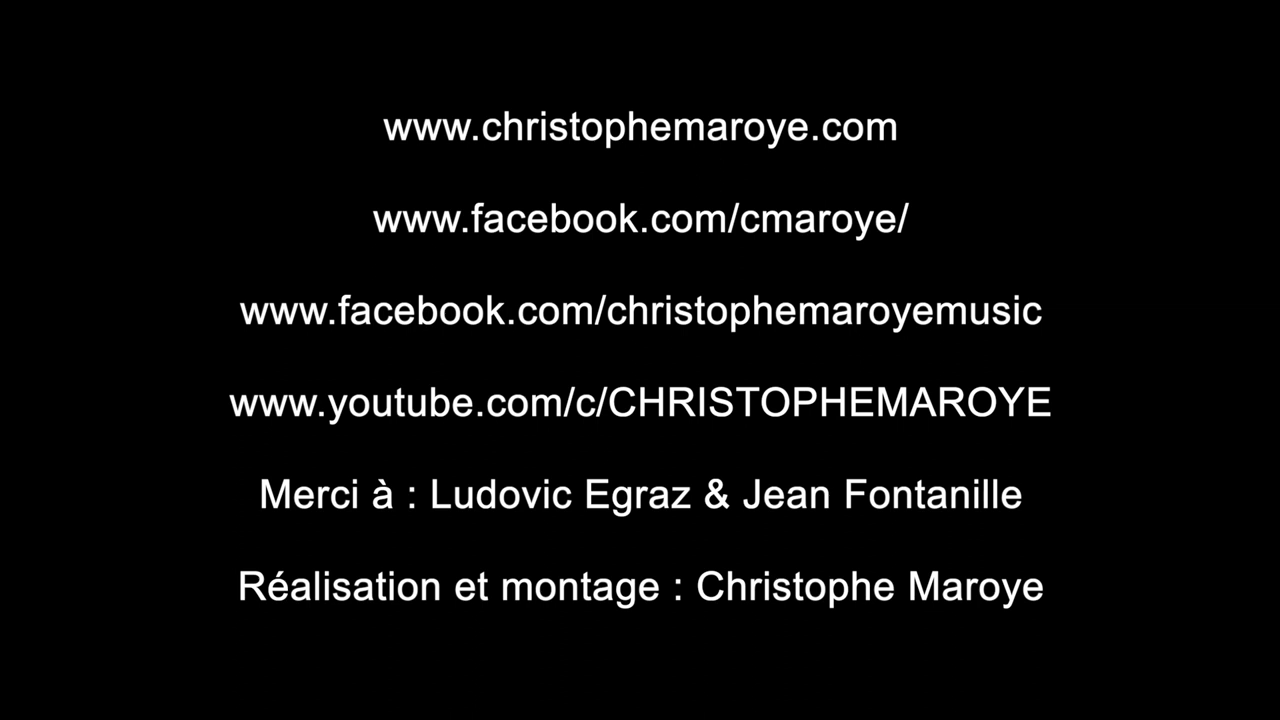 www.christophemaroye.com
www.facebook.com/cmaroye/
www.facebook.com/christophemaroyemusic
www.youtube.com/c/CHRISTOPHEMAROYE
Merci à : Ludovic Egraz & Jean Fontanille
Réalisation et montage : Christophe Maroye